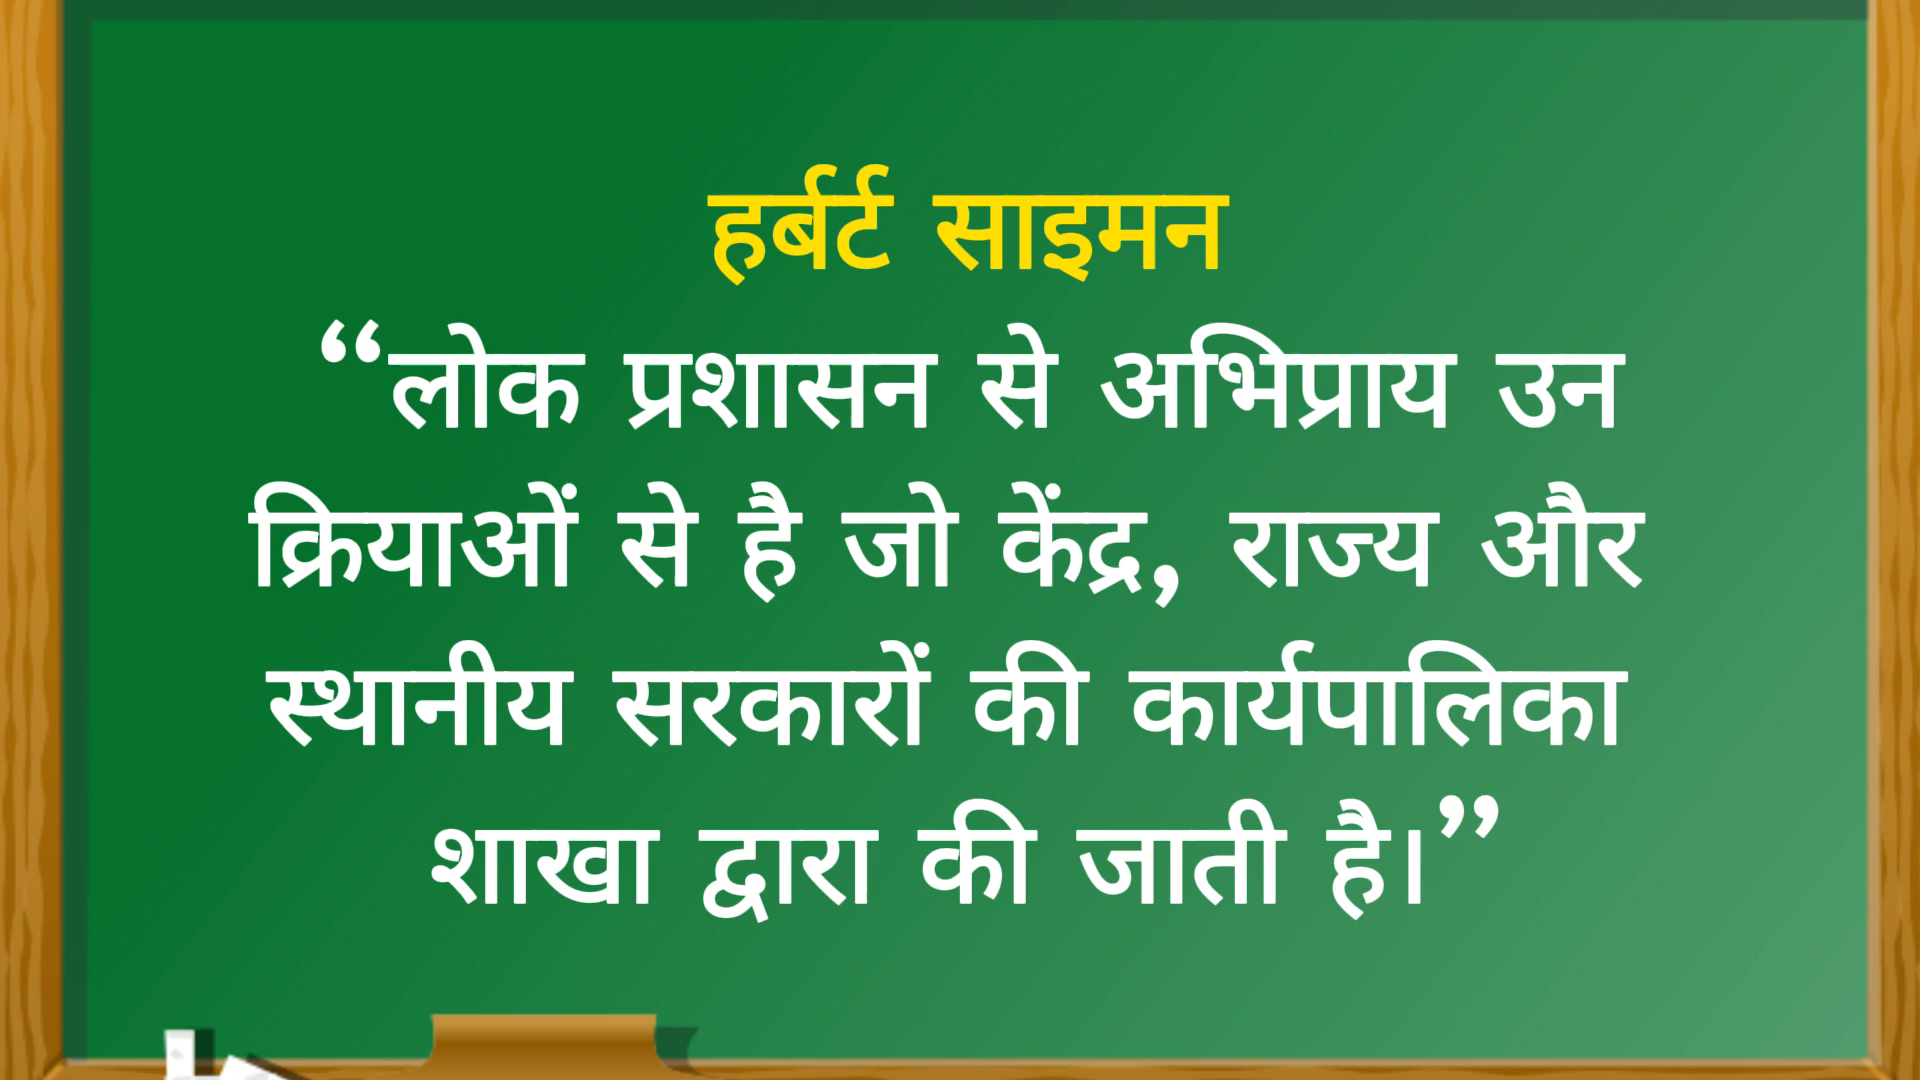 हर्बर्ट साइमन
“लोक प्रशासन से अभिप्राय उन
क्रियाओं से है जो केंद्र, राज्य और
स्थानीय सरकारों की कार्यपालिका
शाखा द्वारा की जाती है।”